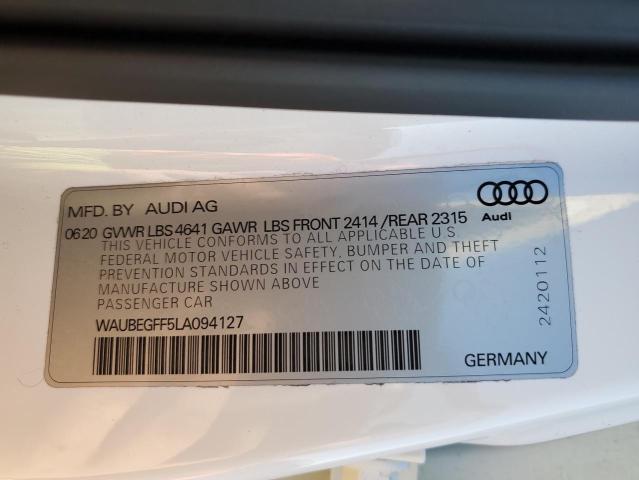 MFD. BY AUDI AG
Audi
0620 GVWR LBS 4641 GAWR LBS FRONT 2414 /REAR 2315
THIS VEHICLE CONFORMS TO ALL APPLICABLE U.S.
FEDERAL MOTOR VEHICLE SAFETY, BUMPER AND THEFT
PREVENTION STANDARDS IN EFFECT ON THE DATE OF
MANUFACTURE SHOWN ABOVE
PASSENGER CAR
WAUBEGFF5LA094127
GERMANY
2420112